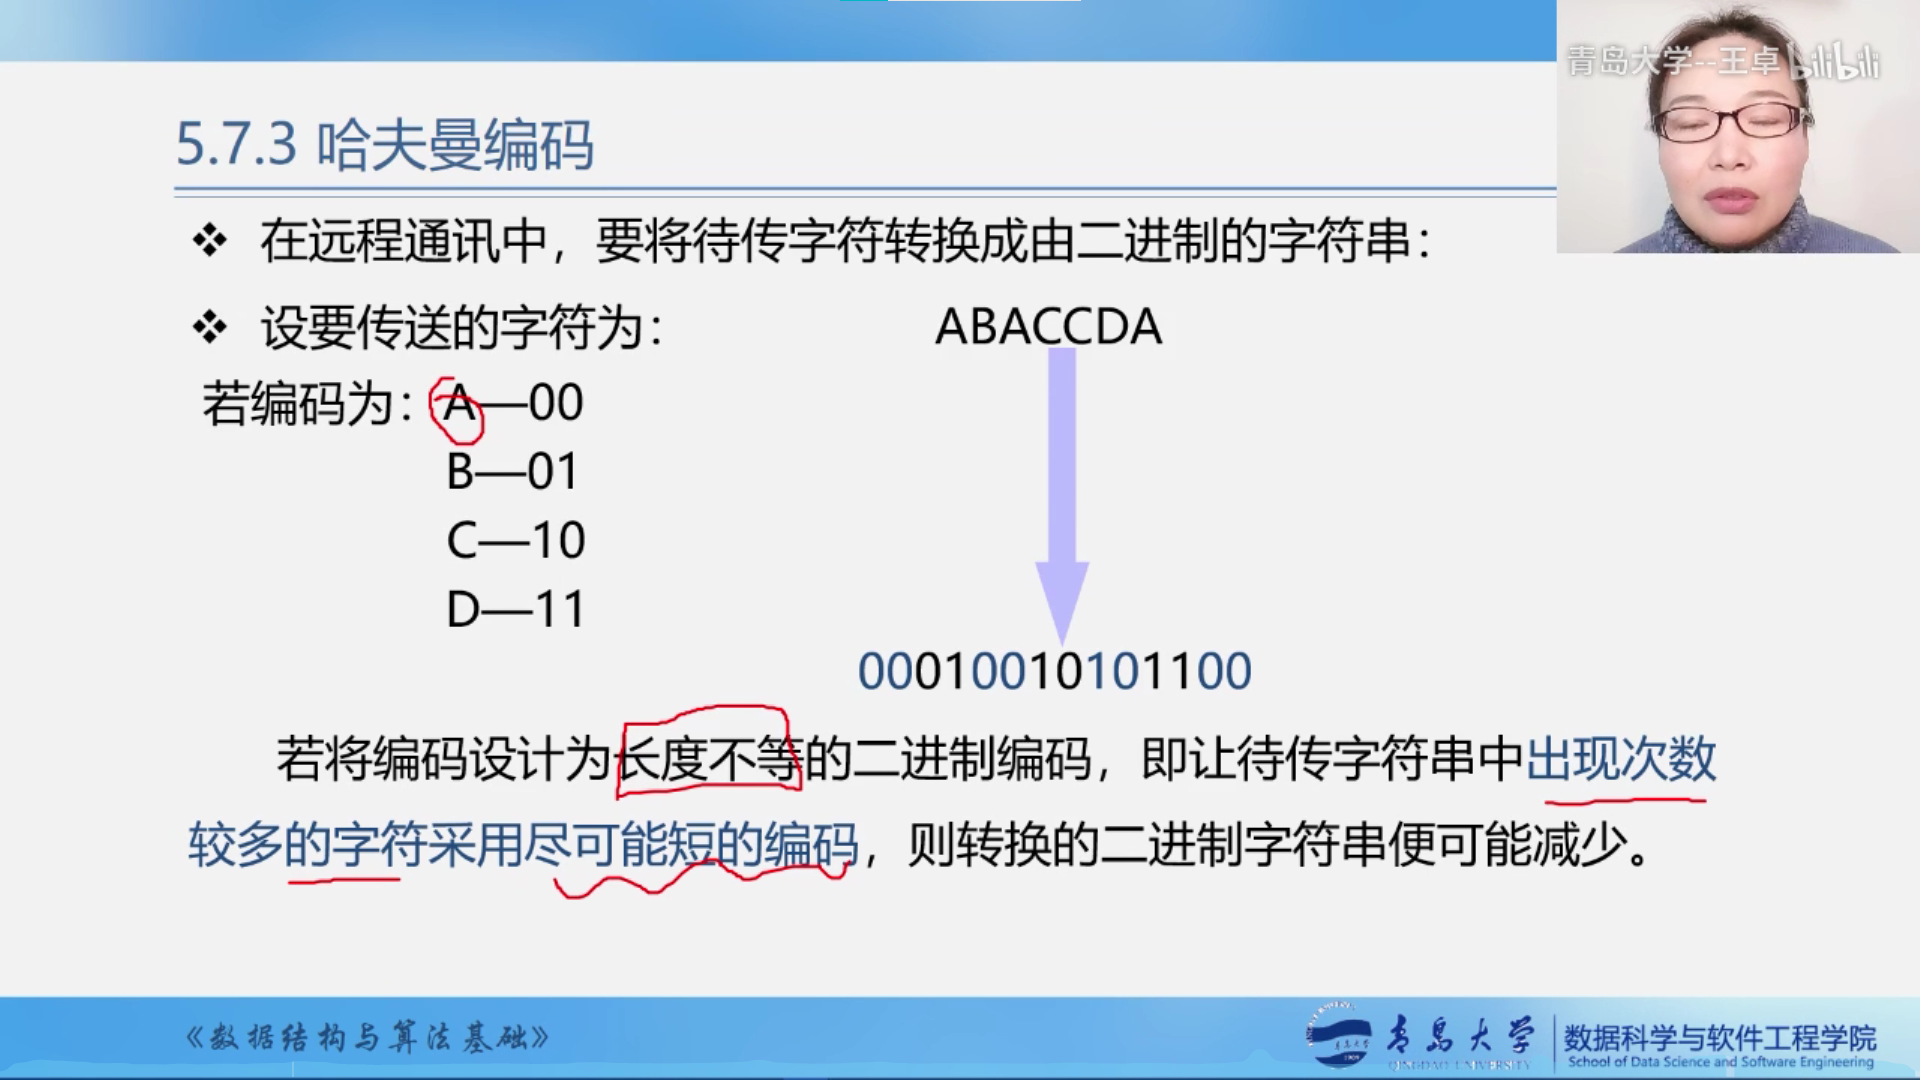 青岛大学--王卓 bilibili
5.7.3 哈夫曼编码
在远程通讯中，要将待传字符转换成由二进制的字符串：
设要传送的字符为： ABACCDA
若编码为：A—00
B—01
C—10
D—11
00010010101100
若将编码设计为长度不等的二进制编码，即让待传字符串中出现次数
较多的字符采用尽可能短的编码，则转换的二进制字符串便可能减少。
《数据结构与算法基础》
青岛大学
QINGDAO UNIVERSITY
数据科学与软件工程学院
School of Data Science and Software Engineering